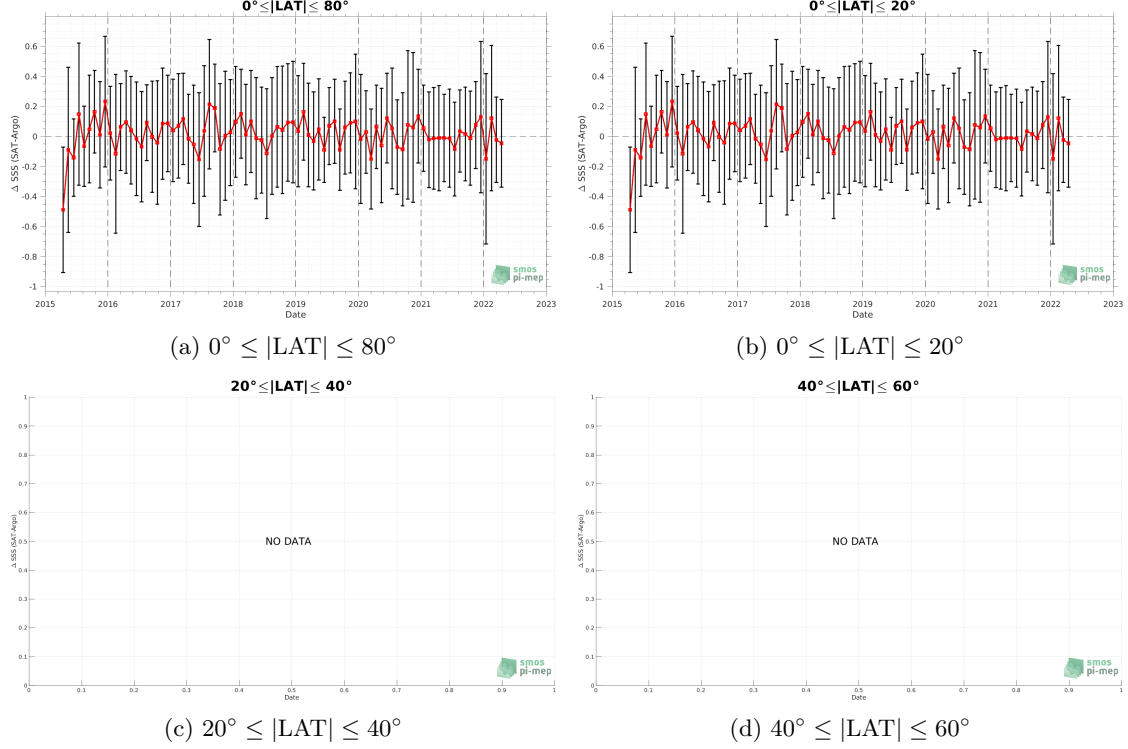 0°≤|LAT|≤ 80°
Δ SSS (SAT-Argo)
0.6
0.4
0.2
0
-0.2
-0.4
-0.6
-0.8
-1
2015 2016 2017 2018 2019 2020 2021 2022 2023
Date
smos
pi-mep
(a) 0° ≤ |LAT| ≤ 80°
0°≤|LAT|≤ 20°
Δ SSS (SAT-Argo)
0.6
0.4
0.2
0
-0.2
-0.4
-0.6
-0.8
-1
2015 2016 2017 2018 2019 2020 2021 2022 2023
Date
smos
pi-mep
(b) 0° ≤ |LAT| ≤ 20°
20°≤|LAT|≤ 40°
Δ SSS (SAT-Argo)
1
0.9
0.8
0.7
0.6
0.5
0.4
0.3
0.2
0.1
0
NO DATA
0 0.1 0.2 0.3 0.4 0.5 0.6 0.7 0.8 0.9 1
Date
smos
pi-mep
(c) 20° ≤ |LAT| ≤ 40°
40°≤|LAT|≤ 60°
Δ SSS (SAT-Argo)
1
0.9
0.8
0.7
0.6
0.5
0.4
0.3
0.2
0.1
0
NO DATA
0 0.1 0.2 0.3 0.4 0.5 0.6 0.7 0.8 0.9 1
Date
smos
pi-mep
(d) 40° ≤ |LAT| ≤ 60°